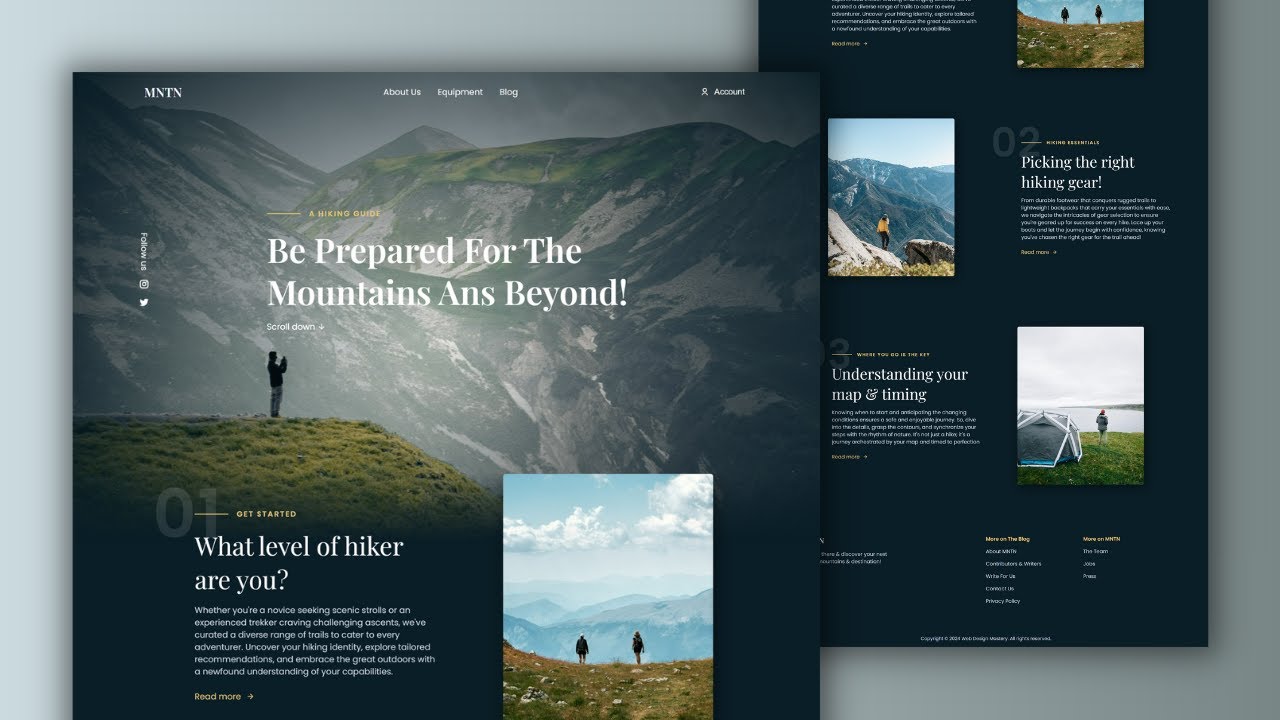 MNTN
About Us
Equipment
Blog
Account
Follow us
A HIKING GUIDE
Be Prepared For The
Mountains Ans Beyond!
Scroll down ↓
01
GET STARTED
What level of hiker
are you?
Whether you're a novice seeking scenic strolls or an
experienced trekker craving challenging ascents, we've
curated a diverse range of trails to cater to every
adventurer. Uncover your hiking identity, explore tailored
recommendations, and embrace the great outdoors with
a newfound understanding of your capabilities.
Read more →
curated a diverse range of trails to cater to every
adventurer. Uncover your hiking identity, explore tailored
recommendations, and embrace the great outdoors with
a newfound understanding of your capabilities.
Read more →
02
HIKING ESSENTIALS
Picking the right
hiking gear!
From durable footwear that conquers rugged trails to
lightweight backpacks that carry your essentials with ease,
we navigate the intricacies of gear selection to ensure
you're geared up for success on every hike. Lace up your
boots and let the journey begin with confidence, knowing
you've chosen the right gear for the trail ahead!
Read more →
3
WHERE YOU GO IS THE KEY
Understanding your
map & timing
Knowing when to start and anticipating the changing
conditions ensures a safe and enjoyable journey. So, dive
into the details, grasp the contours, and synchronize your
steps with the rhythm of nature. It's not just a hike; it's a
journey orchestrated by your map and timed to perfection
Read more →
N
there & discover your next
mountains & destination!
More on The Blog
About MNTN
Contributors & Writers
Write For Us
Contact Us
Privacy Policy
More on MNTN
The Team
Jobs
Press
Copyright © 2024 Web Design Mastery. All rights reserved.